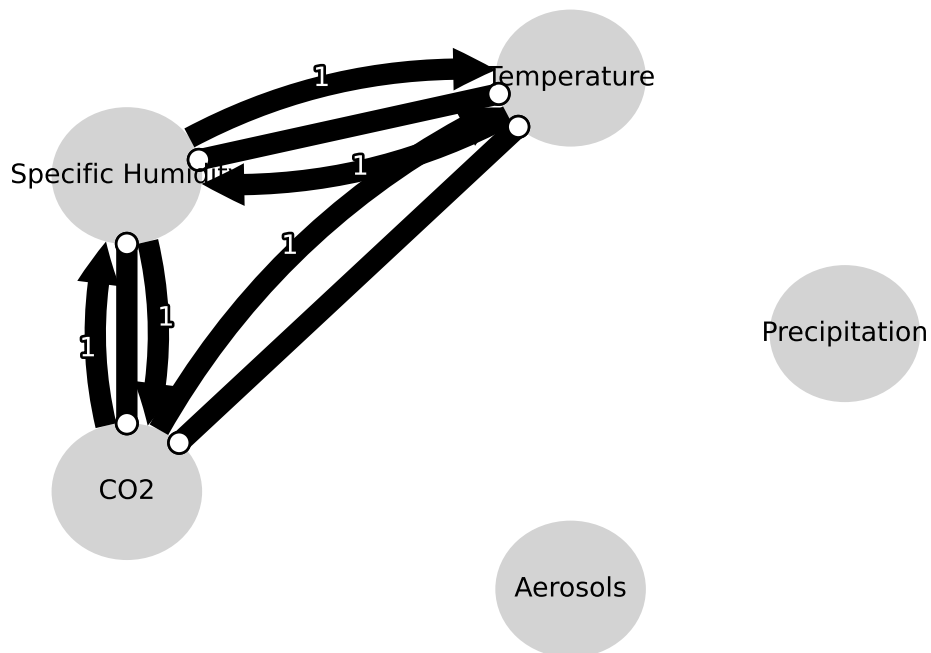 Temperature
1
Specific Humidity
1
1
1
1
Precipitation
CO2
Aerosols